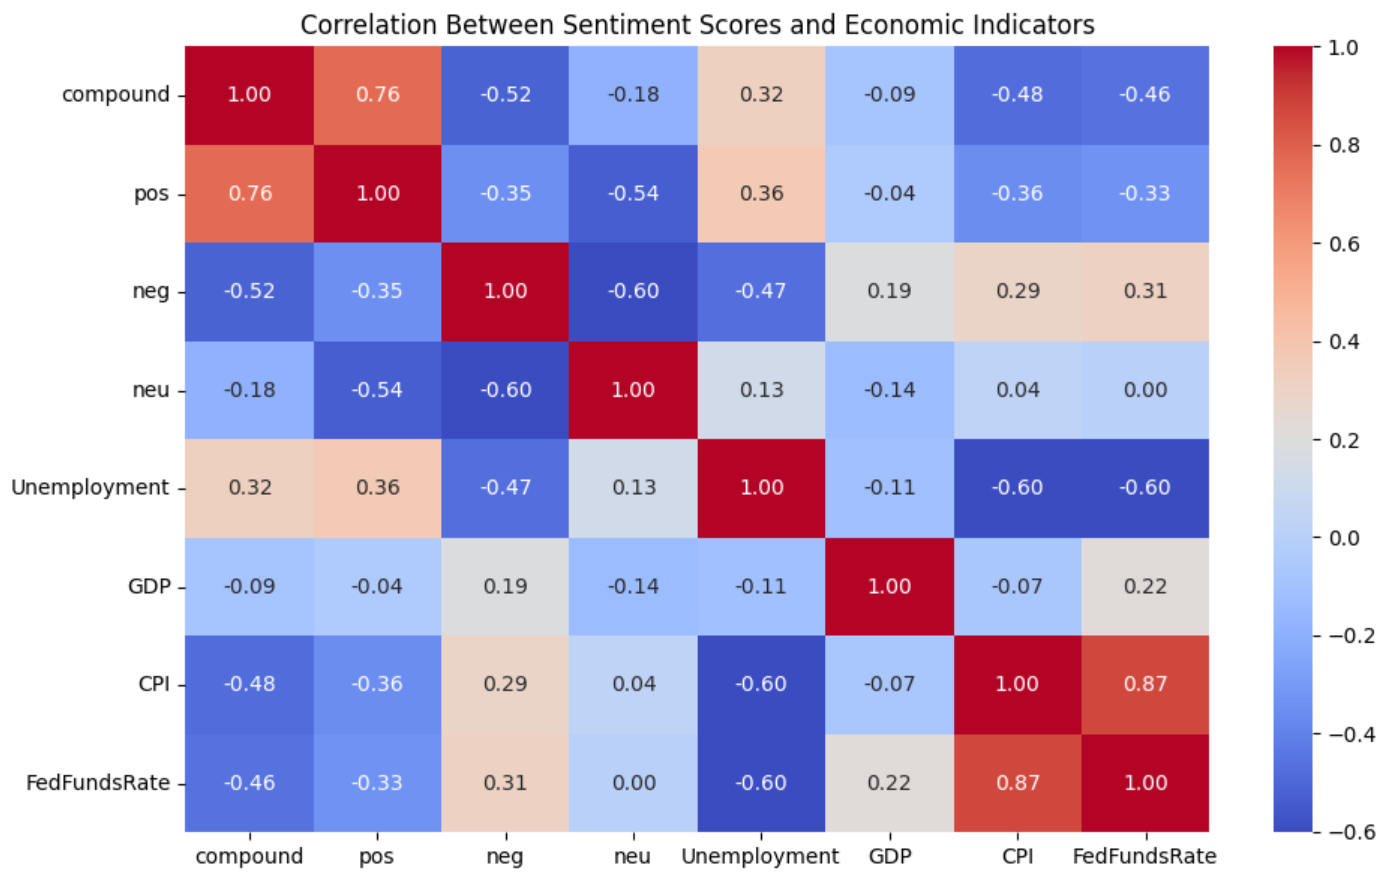 Correlation Between Sentiment Scores and Economic Indicators
compound 1.00 0.76 -0.52 -0.18 0.32 -0.09 -0.48 -0.46
pos 0.76 1.00 -0.35 -0.54 0.36 -0.04 -0.36 -0.33
neg -0.52 -0.35 1.00 -0.60 -0.47 0.19 0.29 0.31
neu -0.18 -0.54 -0.60 1.00 0.13 -0.14 0.04 0.00
Unemployment 0.32 0.36 -0.47 0.13 1.00 -0.11 -0.60 -0.60
GDP -0.09 -0.04 0.19 -0.14 -0.11 1.00 -0.07 0.22
CPI -0.48 -0.36 0.29 0.04 -0.60 -0.07 1.00 0.87
FedFundsRate -0.46 -0.33 0.31 0.00 -0.60 0.22 0.87 1.00
compound pos neg neu Unemployment GDP CPI FedFundsRate
1.0
0.8
0.6
0.4
0.2
0.0
−0.2
−0.4
−0.6